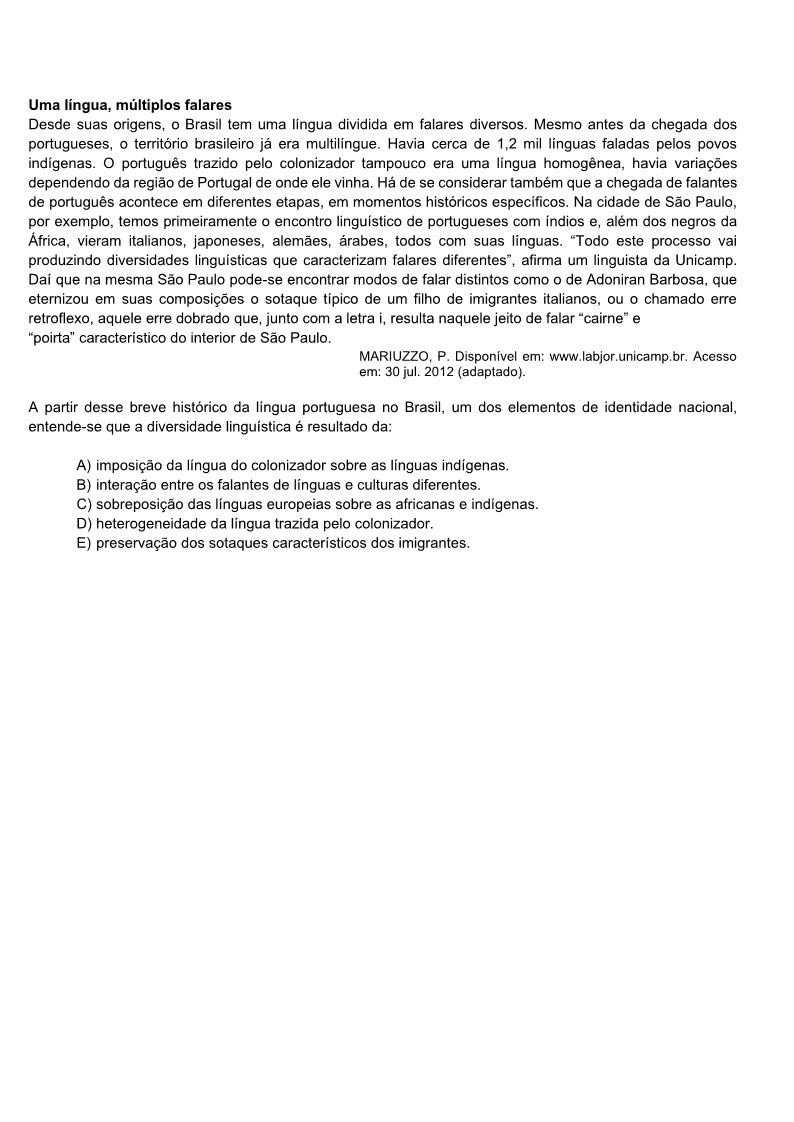 Uma língua, múltiplos falares
Desde suas origens, o Brasil tem uma língua dividida em falares diversos. Mesmo antes da chegada dos
portugueses, o território brasileiro já era multilíngue. Havia cerca de 1,2 mil línguas faladas pelos povos
indígenas. O português trazido pelo colonizador tampouco era uma língua homogênea, havia variações
dependendo da região de Portugal de onde ele vinha. Há de se considerar também que a chegada de falantes
de português acontece em diferentes etapas, em momentos históricos específicos. Na cidade de São Paulo,
por exemplo, temos primeiramente o encontro linguístico de portugueses com índios e, além dos negros da
África, vieram italianos, japoneses, alemães, árabes, todos com suas línguas. “Todo este processo vai
produzindo diversidades linguísticas que caracterizam falares diferentes”, afirma um linguista da Unicamp.
Daí que na mesma São Paulo pode-se encontrar modos de falar distintos como o de Adoniran Barbosa, que
eternizou em suas composições o sotaque típico de um filho de imigrantes italianos, ou o chamado erre
retroflexo, aquele erre dobrado que, junto com a letra i, resulta naquele jeito de falar “cairne” e
“poirta” característico do interior de São Paulo.
MARIUZZO, P. Disponível em: www.labjor.unicamp.br. Acesso
em: 30 jul. 2012 (adaptado).
A partir desse breve histórico da língua portuguesa no Brasil, um dos elementos de identidade nacional,
entende-se que a diversidade linguística é resultado da:
A) imposição da língua do colonizador sobre as línguas indígenas.
B) interação entre os falantes de línguas e culturas diferentes.
C) sobreposição das línguas europeias sobre as africanas e indígenas.
D) heterogeneidade da língua trazida pelo colonizador.
E) preservação dos sotaques característicos dos imigrantes.